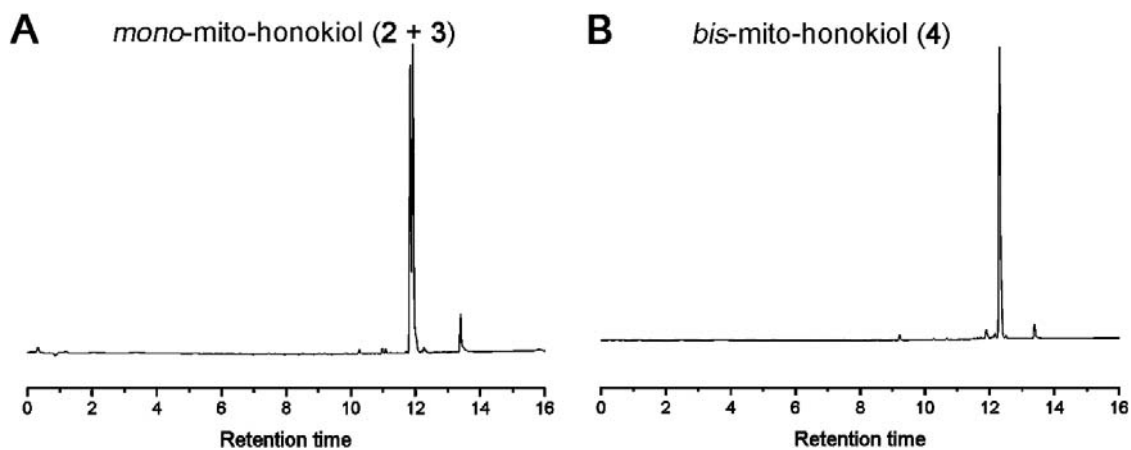 A
mono-mito-honokiol (2 + 3)
0 2 4 6 8 10 12 14 16
Retention time
B
bis-mito-honokiol (4)
0 2 4 6 8 10 12 14 16
Retention time